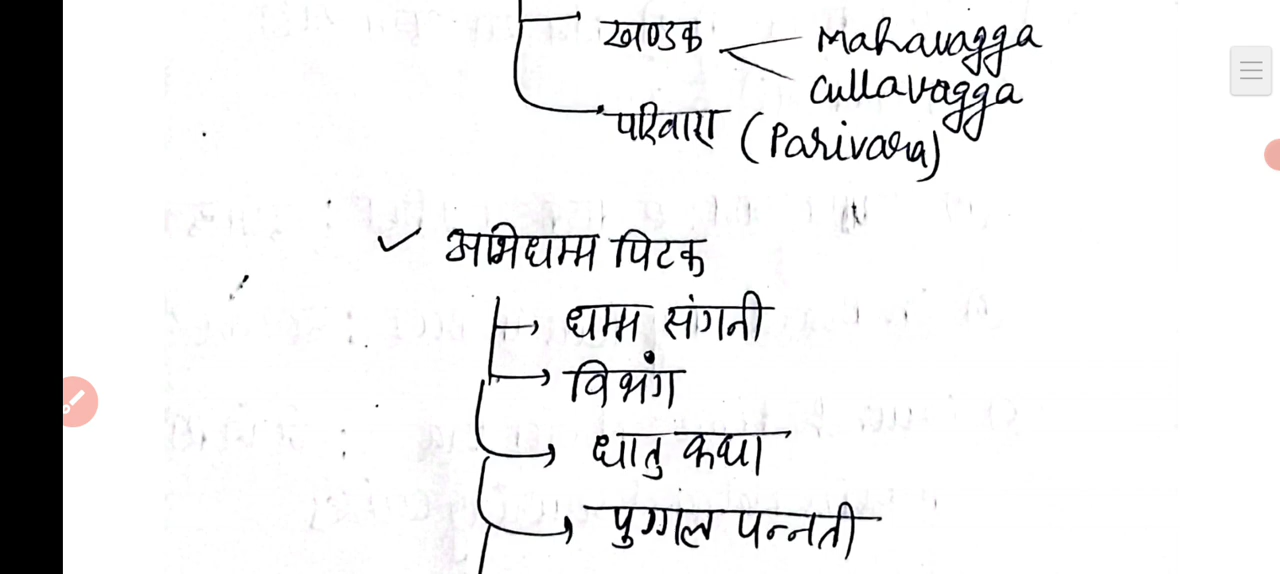 खण्डक
Mahavagga
Cullavagga
परिवारा (Parivara)
अभिधम्म पिटक
धम्म संगनी
विभंग
धातु कथा
पुग्गल पन्नती